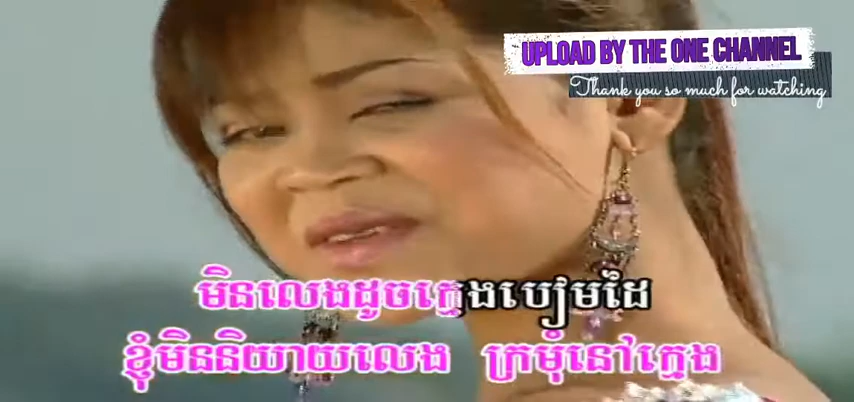 UPLOAD BY THE ONE CHANNEL
Thank you so much for watching
មិនលេងដូចក្មេងបៀមដៃ
ខ្ញុំមិននិយាយលេង ក្រមុំនៅក្មេង